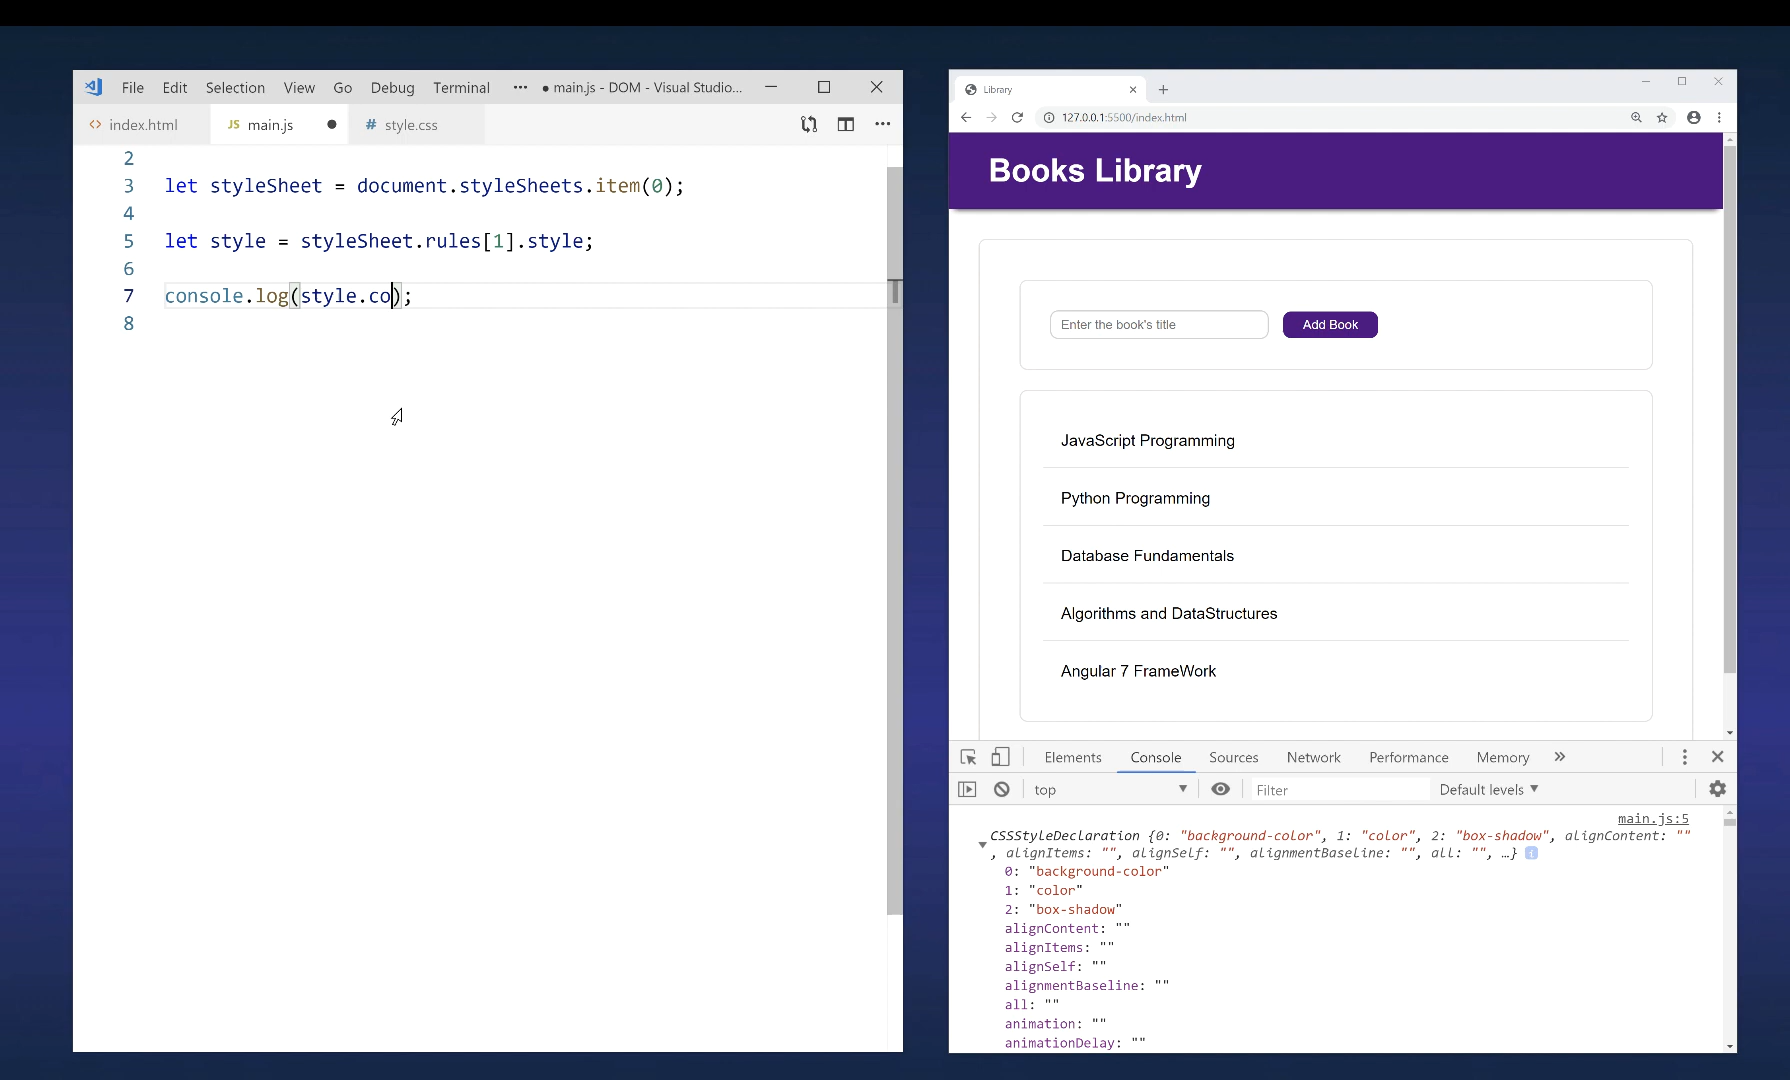 File Edit Selection View Go Debug Terminal ••• ● main.js - DOM - Visual Studio...
<> index.html JS main.js ● # style.css
2
3 let styleSheet = document.styleSheets.item(0);
4
5 let style = styleSheet.rules[1].style;
6
7 console.log(style.co);
8
Library
127.0.0.1:5500/index.html
Books Library
Enter the book's title Add Book
JavaScript Programming
Python Programming
Database Fundamentals
Algorithms and DataStructures
Angular 7 FrameWork
Elements Console Sources Network Performance Memory »
top Filter Default levels
main.js:5
CSSStyleDeclaration {0: "background-color", 1: "color", 2: "box-shadow", alignContent: ""
, alignItems: "", alignSelf: "", alignmentBaseline: "", all: "", …} i
0: "background-color"
1: "color"
2: "box-shadow"
alignContent: ""
alignItems: ""
alignSelf: ""
alignmentBaseline: ""
all: ""
animation: ""
animationDelay: ""